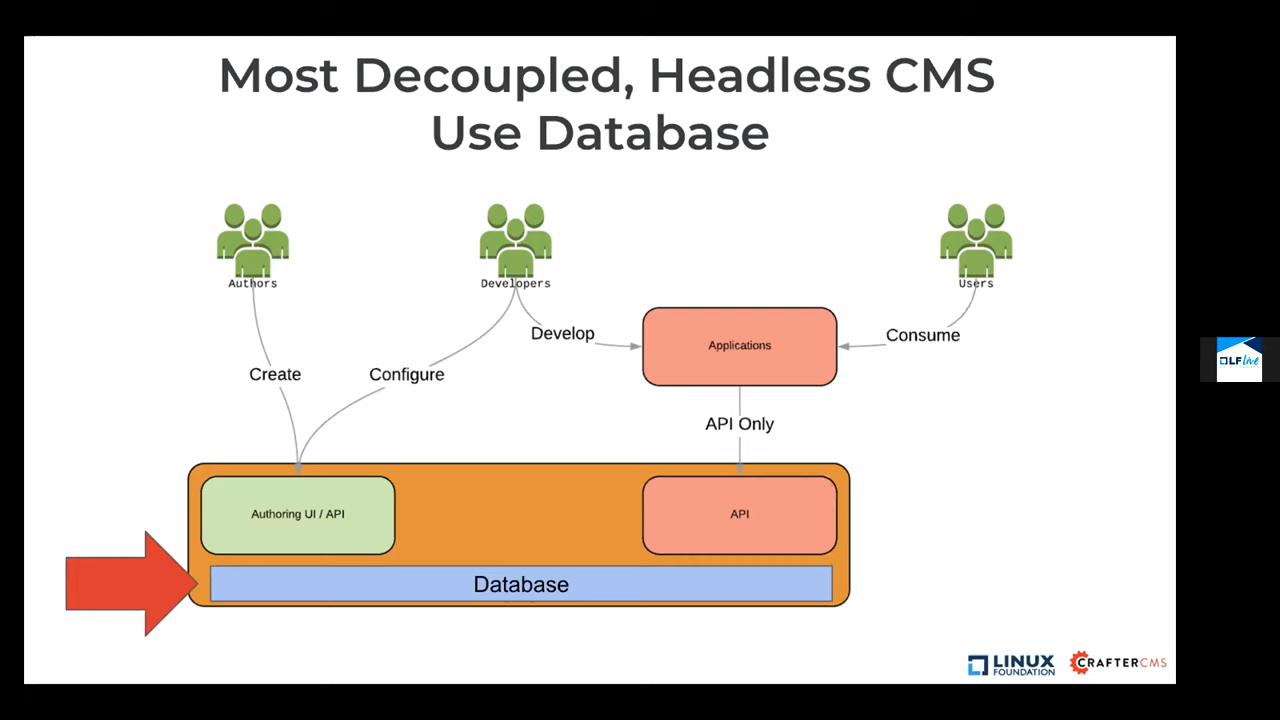 Most Decoupled, Headless CMS
Use Database
Authors
Developers
Users
Develop
Applications
Consume
Create
Configure
API Only
Authoring UI / API
API
Database
LINUX
FOUNDATION
CRAFTERCMS
LF live